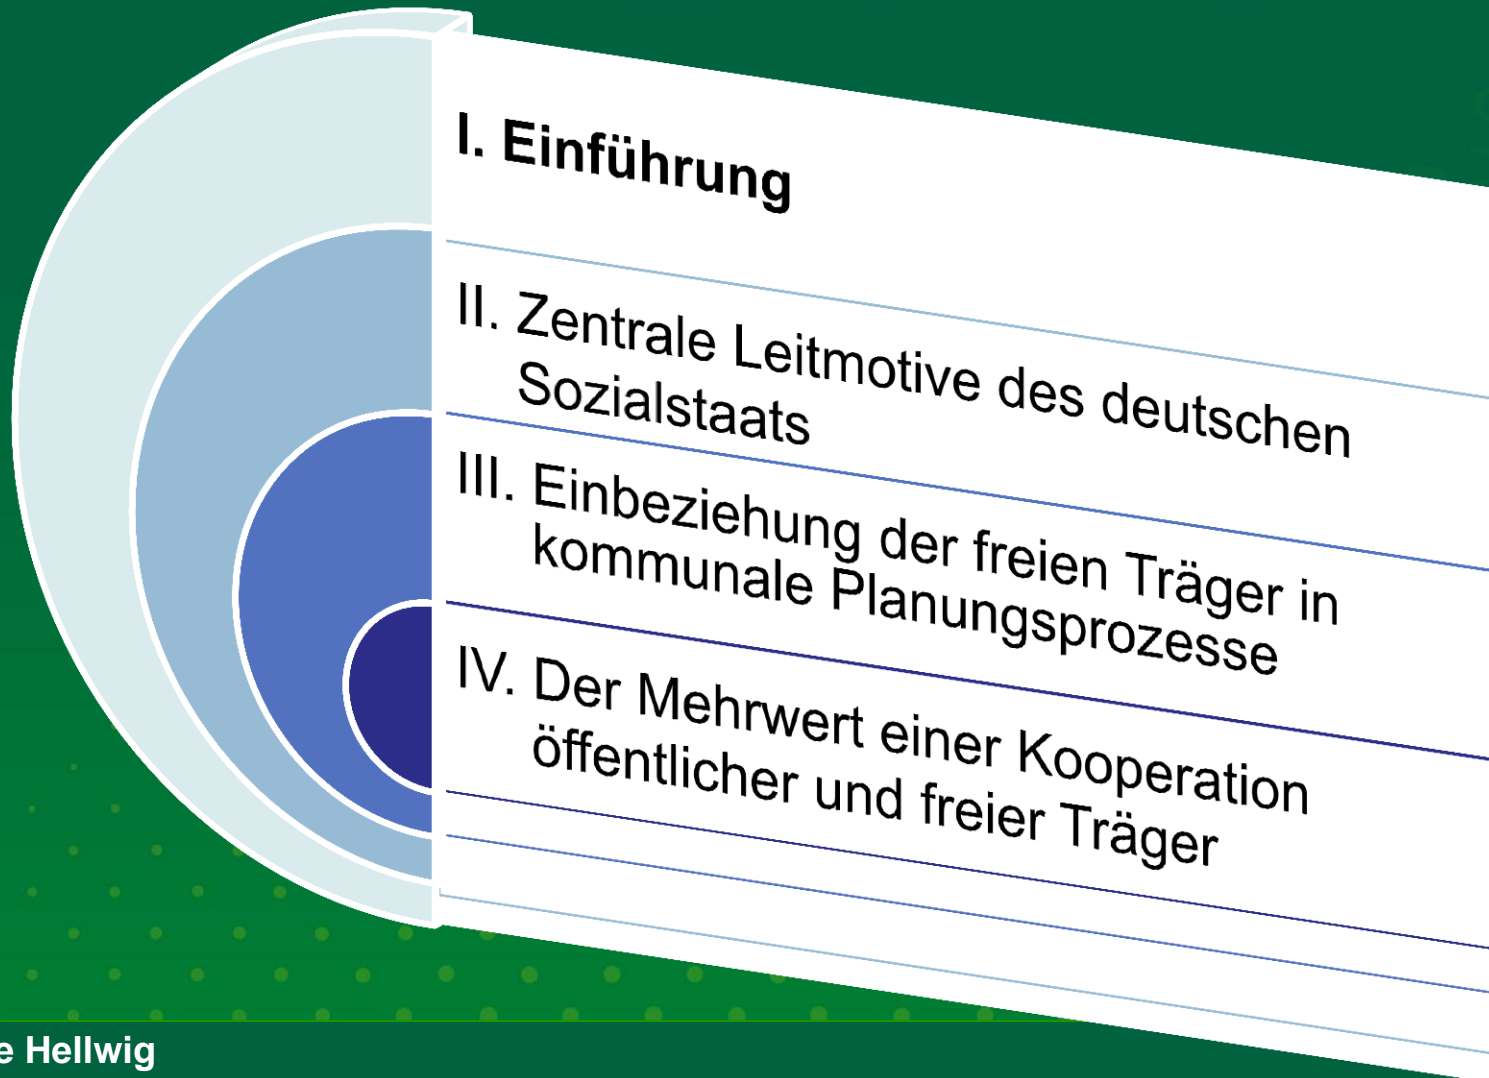 I. Einführung
II. Zentrale Leitmotive des deutschen
Sozialstaats
III. Einbeziehung der freien Träger in
kommunale Planungsprozesse
IV. Der Mehrwert einer Kooperation
öffentlicher und freier Träger
e Hellwig